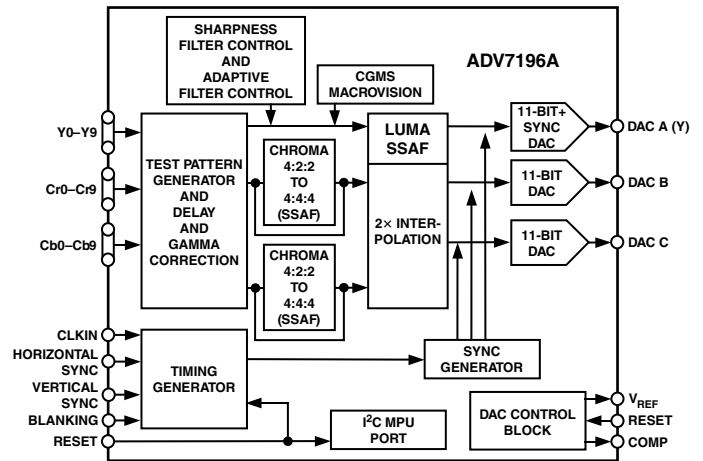 SHARPNESS
FILTER CONTROL
AND
ADAPTIVE
FILTER CONTROL
CGMS
MACROVISION
ADV7196A
Y0–Y9
Cr0–Cr9
Cb0–Cb9
TEST PATTERN
GENERATOR
AND
DELAY
AND
GAMMA
CORRECTION
CHROMA
4:2:2
TO
4:4:4
(SSAF)
CHROMA
4:2:2
TO
4:4:4
(SSAF)
LUMA
SSAF
2× INTER-
POLATION
11-BIT+
SYNC
DAC
11-BIT
DAC
11-BIT
DAC
DAC A (Y)
DAC B
DAC C
CLKIN
HORIZONTAL
SYNC
VERTICAL
SYNC
BLANKING
RESET
TIMING
GENERATOR
SYNC
GENERATOR
I²C MPU
PORT
DAC CONTROL
BLOCK
VREF
RESET
COMP